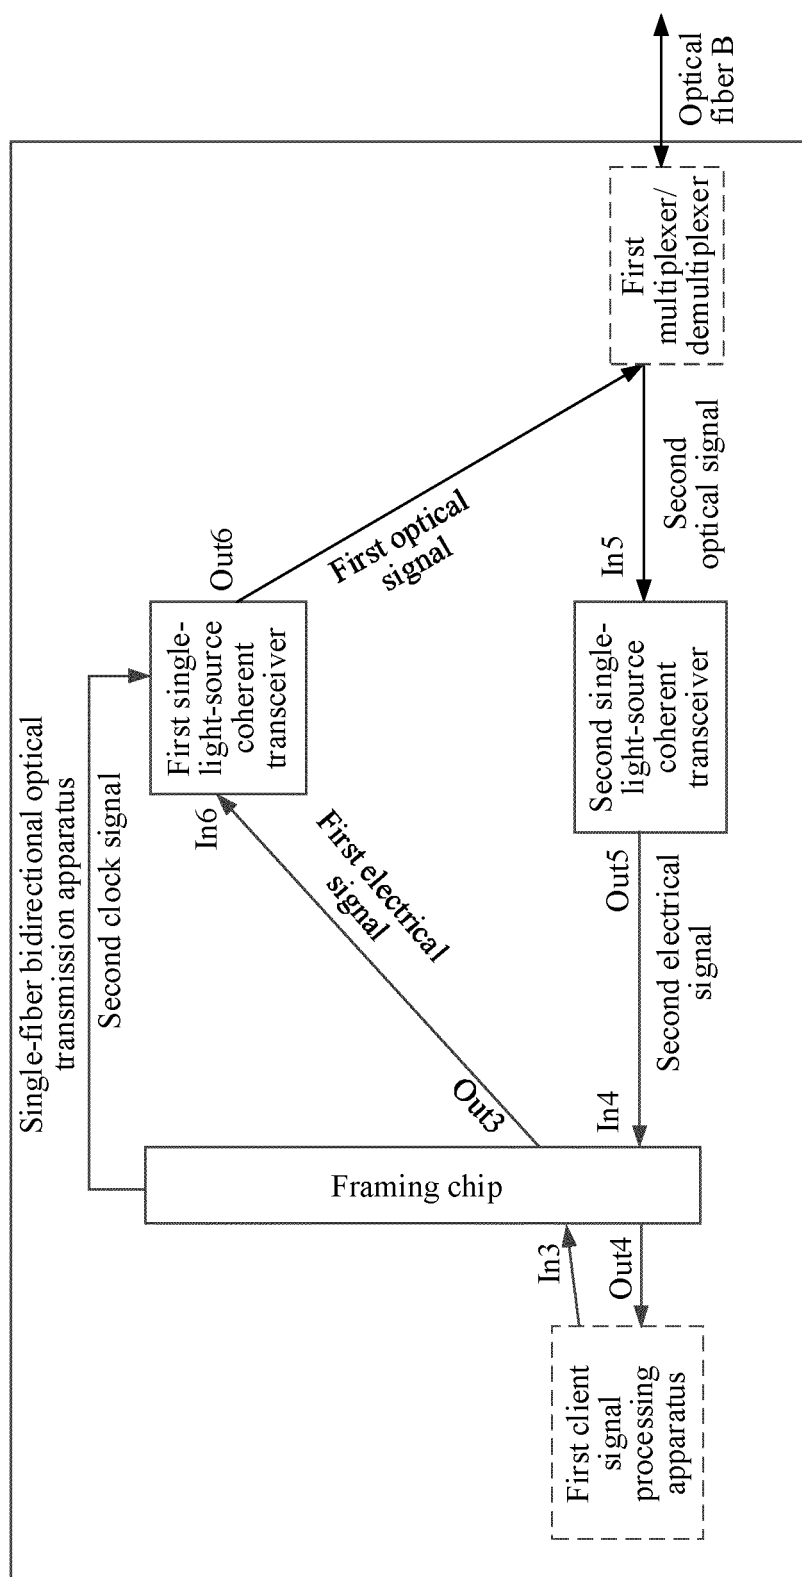 Single-fiber bidirectional optical
transmission apparatus
Second clock signal
First single-
light-source
coherent
transceiver
In6
Out6
First electrical
signal
First optical
signal
Out3
Framing chip
In3
Out4
In4
First client
signal
processing
apparatus
Second electrical
signal
Out5
Second single-
light-source
coherent
transceiver
In5
Second
optical signal
First
multiplexer/
demultiplexer
Optical
fiber B